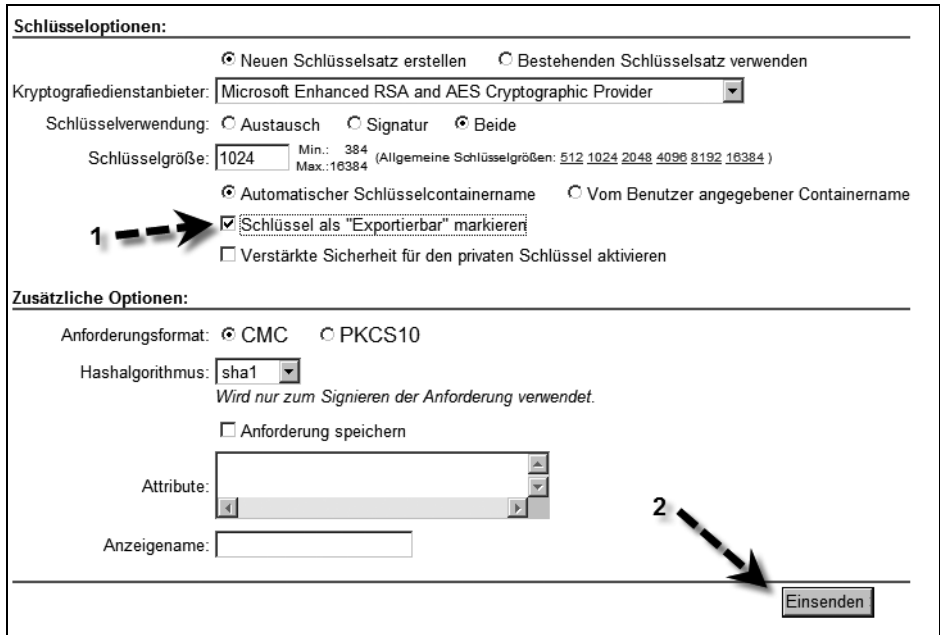 Schlüsseloptionen:
Neuen Schlüsselsatz erstellen Bestehenden Schlüsselsatz verwenden
Kryptografiedienstanbieter: Microsoft Enhanced RSA and AES Cryptographic Provider
Schlüsselverwendung: Austausch Signatur Beide
Schlüsselgröße: 1024 Min.: 384 Max.:16384 (Allgemeine Schlüsselgrößen: 512 1024 2048 4096 8192 16384 )
Automatischer Schlüsselcontainername Vom Benutzer angegebener Containername
1 Schlüssel als "Exportierbar" markieren
Verstärkte Sicherheit für den privaten Schlüssel aktivieren
Zusätzliche Optionen:
Anforderungsformat: CMC PKCS10
Hashalgorithmus: sha1
Wird nur zum Signieren der Anforderung verwendet.
Anforderung speichern
Attribute:
2
Anzeigename:
Einsenden